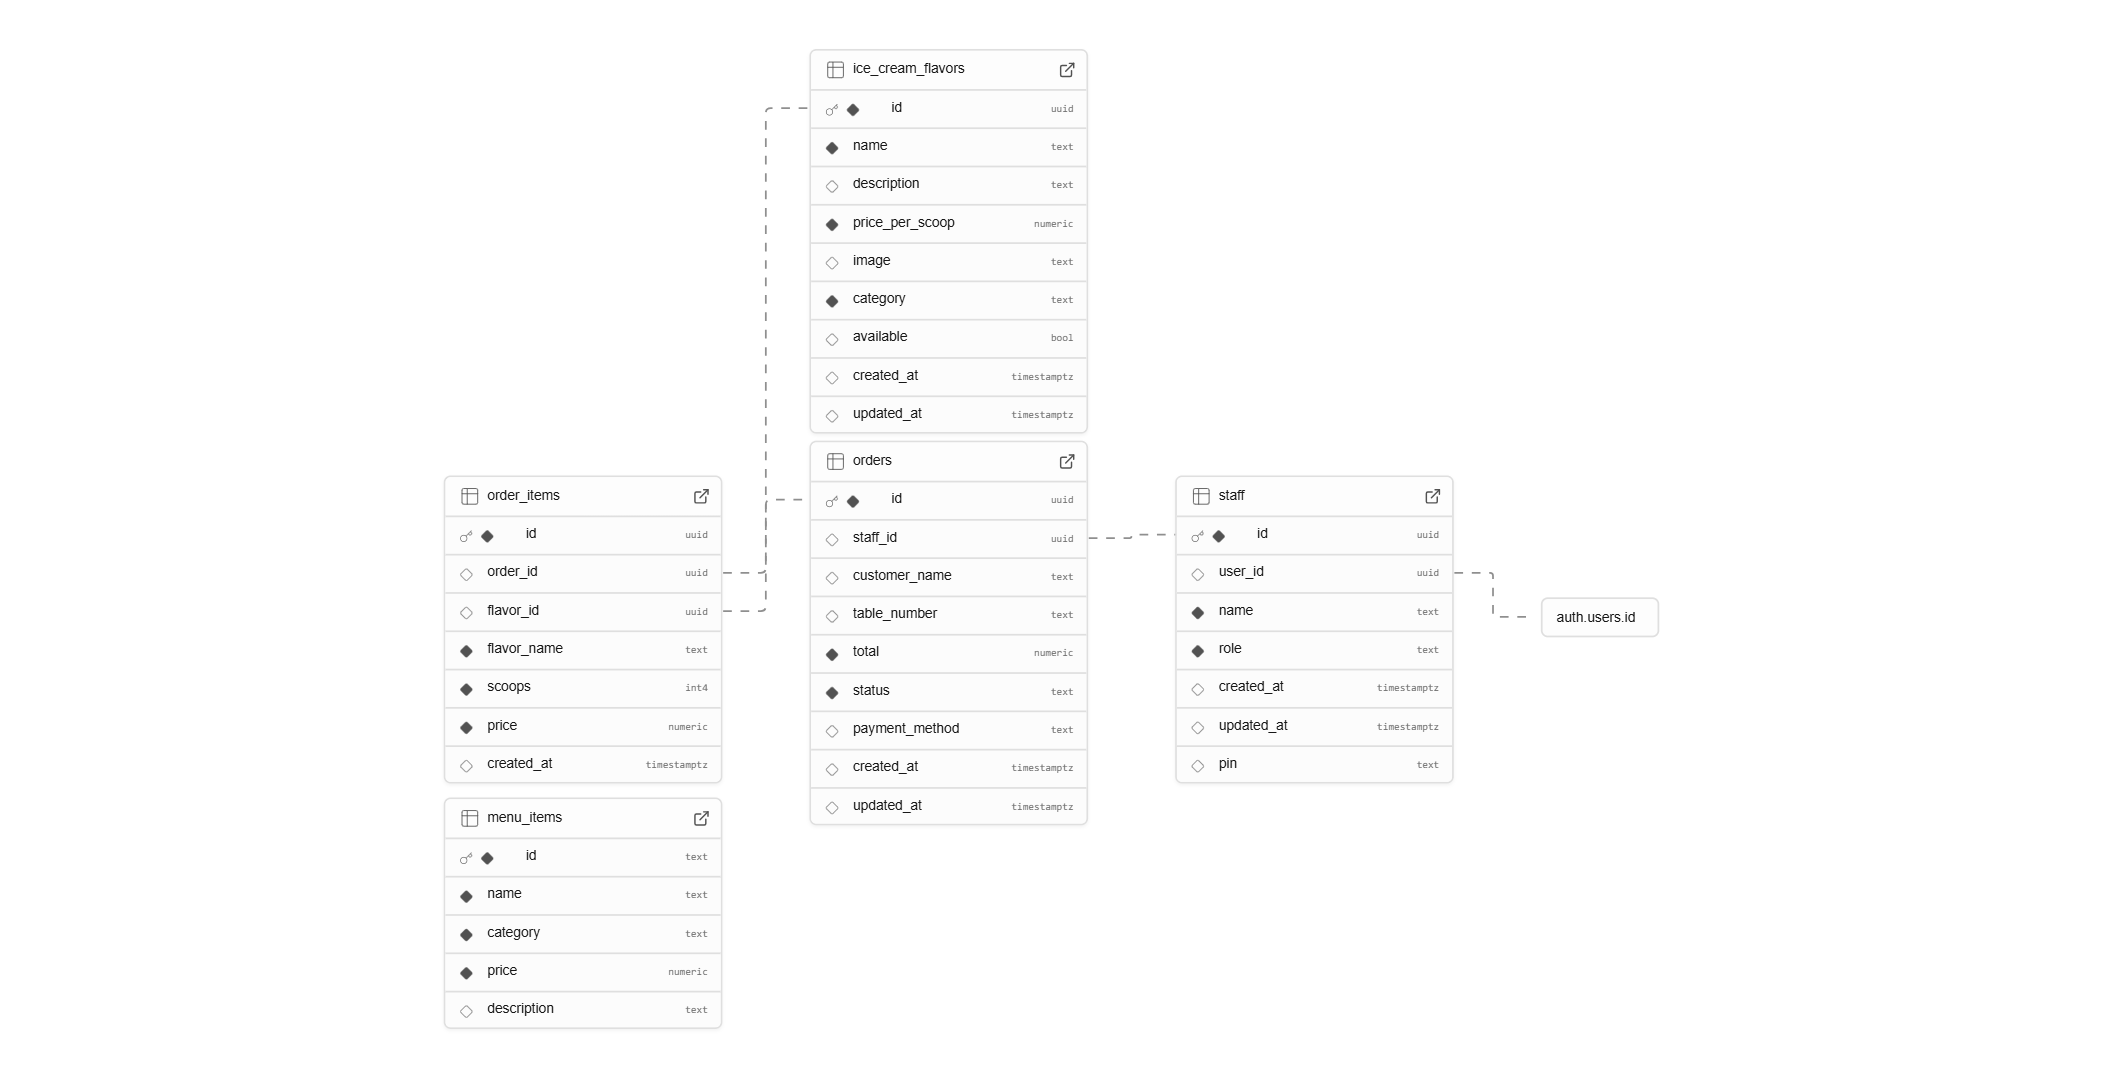 ice_cream_flavors
id uuid
name text
description text
price_per_scoop numeric
image text
category text
available bool
created_at timestamptz
updated_at timestamptz
orders
id uuid
staff_id uuid
customer_name text
table_number text
total numeric
status text
payment_method text
created_at timestamptz
updated_at timestamptz
order_items
id uuid
order_id uuid
flavor_id uuid
flavor_name text
scoops int4
price numeric
created_at timestamptz
staff
id uuid
user_id uuid
name text
role text
created_at timestamptz
updated_at timestamptz
pin text
auth.users.id
menu_items
id text
name text
category text
price numeric
description text